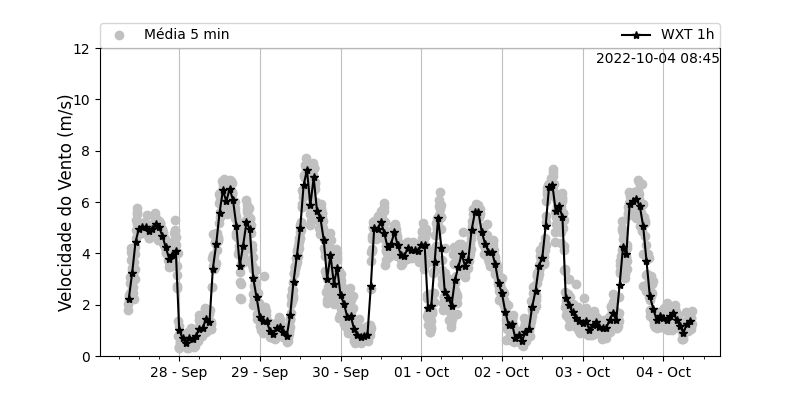 Média 5 min
WXT 1h
2022-10-04 08:45
Velocidade do Vento (m/s)
12
10
8
6
4
2
0
28 - Sep
29 - Sep
30 - Sep
01 - Oct
02 - Oct
03 - Oct
04 - Oct